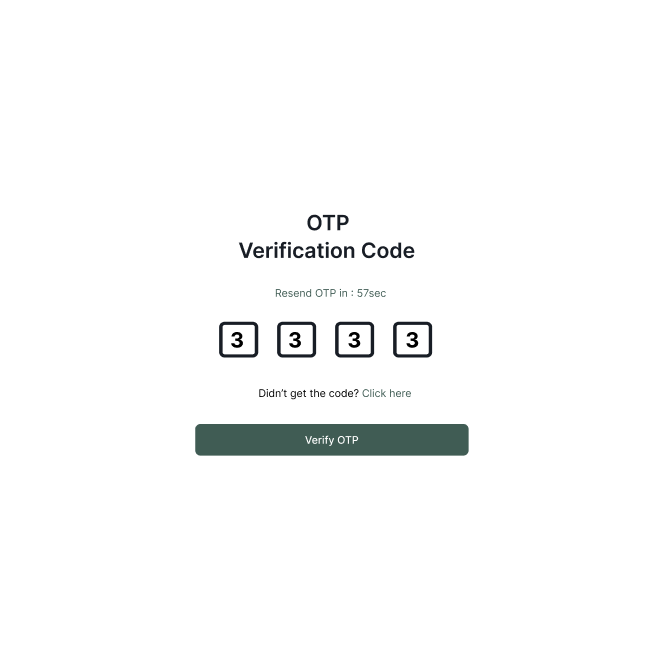 OTP
Verification Code
Resend OTP in : 57sec
3 3 3 3
Didn’t get the code? Click here
Verify OTP